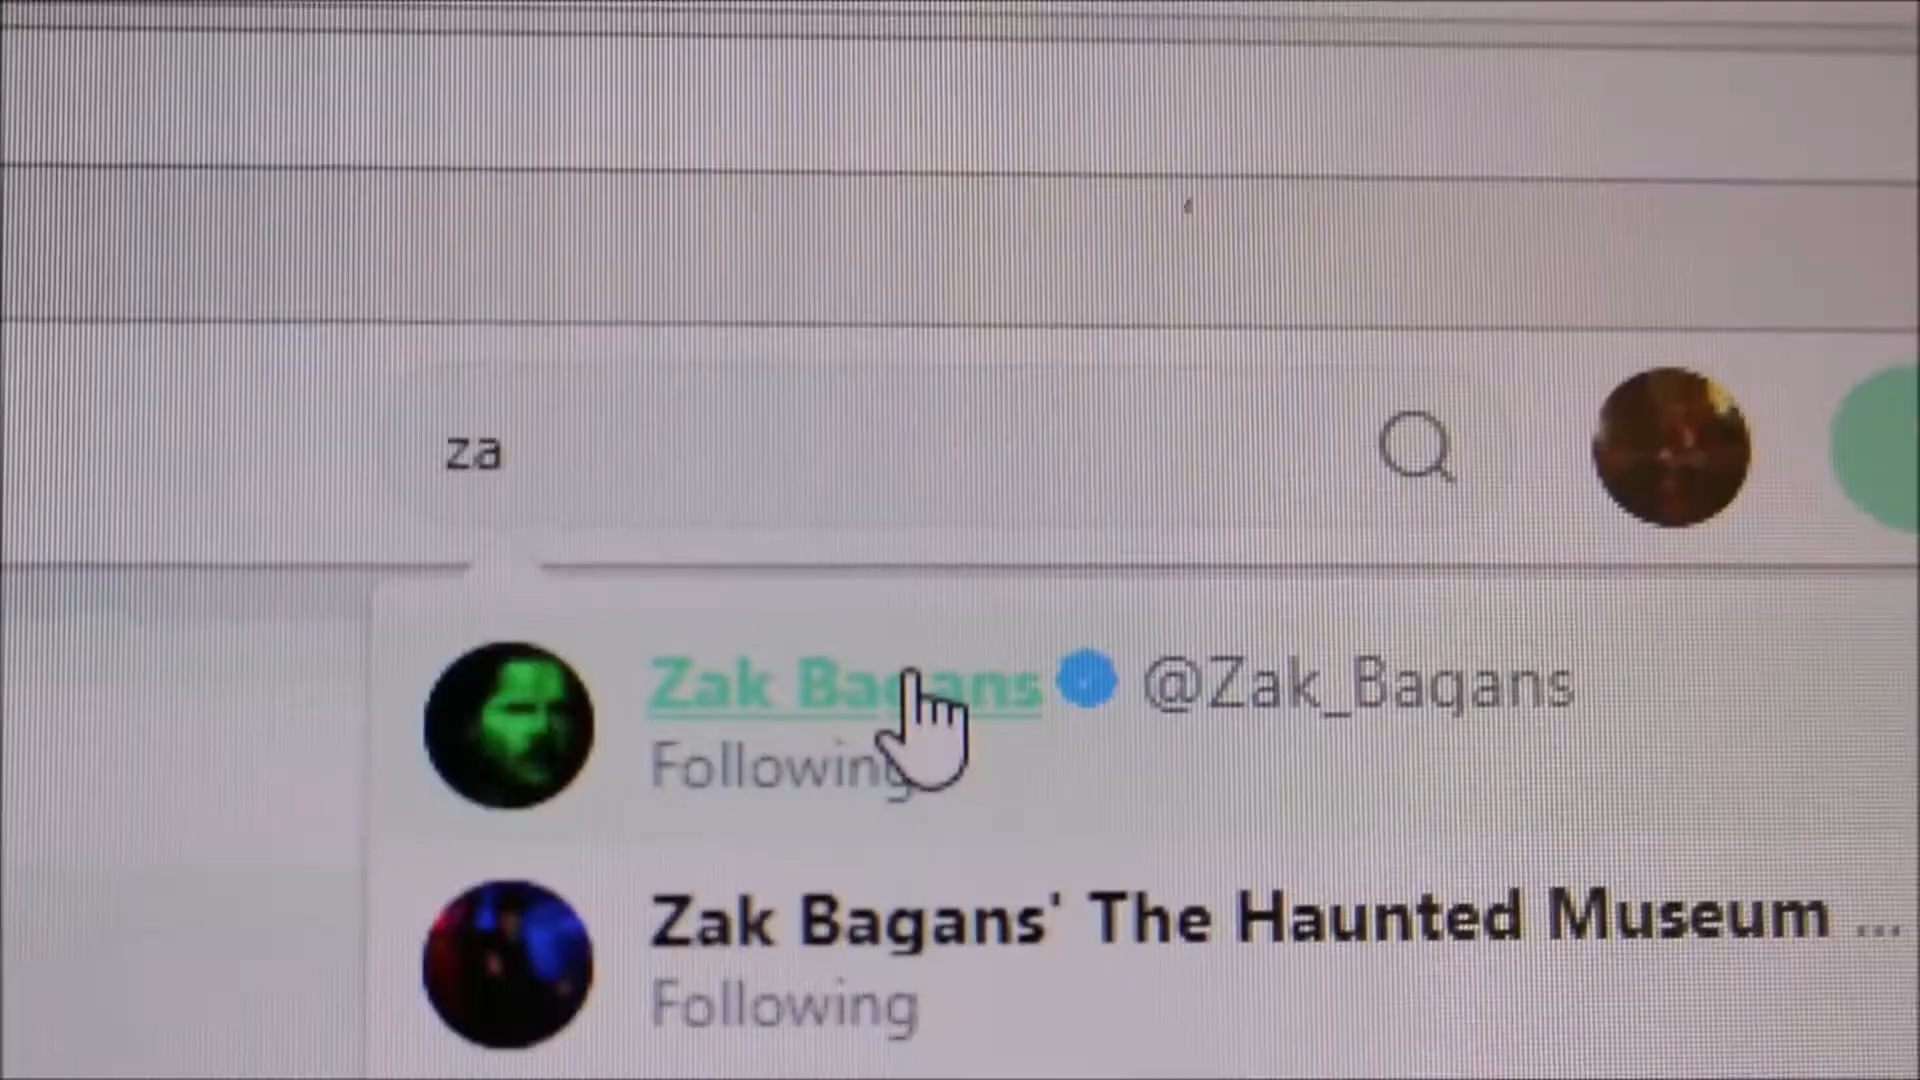 za
Zak Bagans @Zak_Bagans
Following
Zak Bagans' The Haunted Museum ...
Following